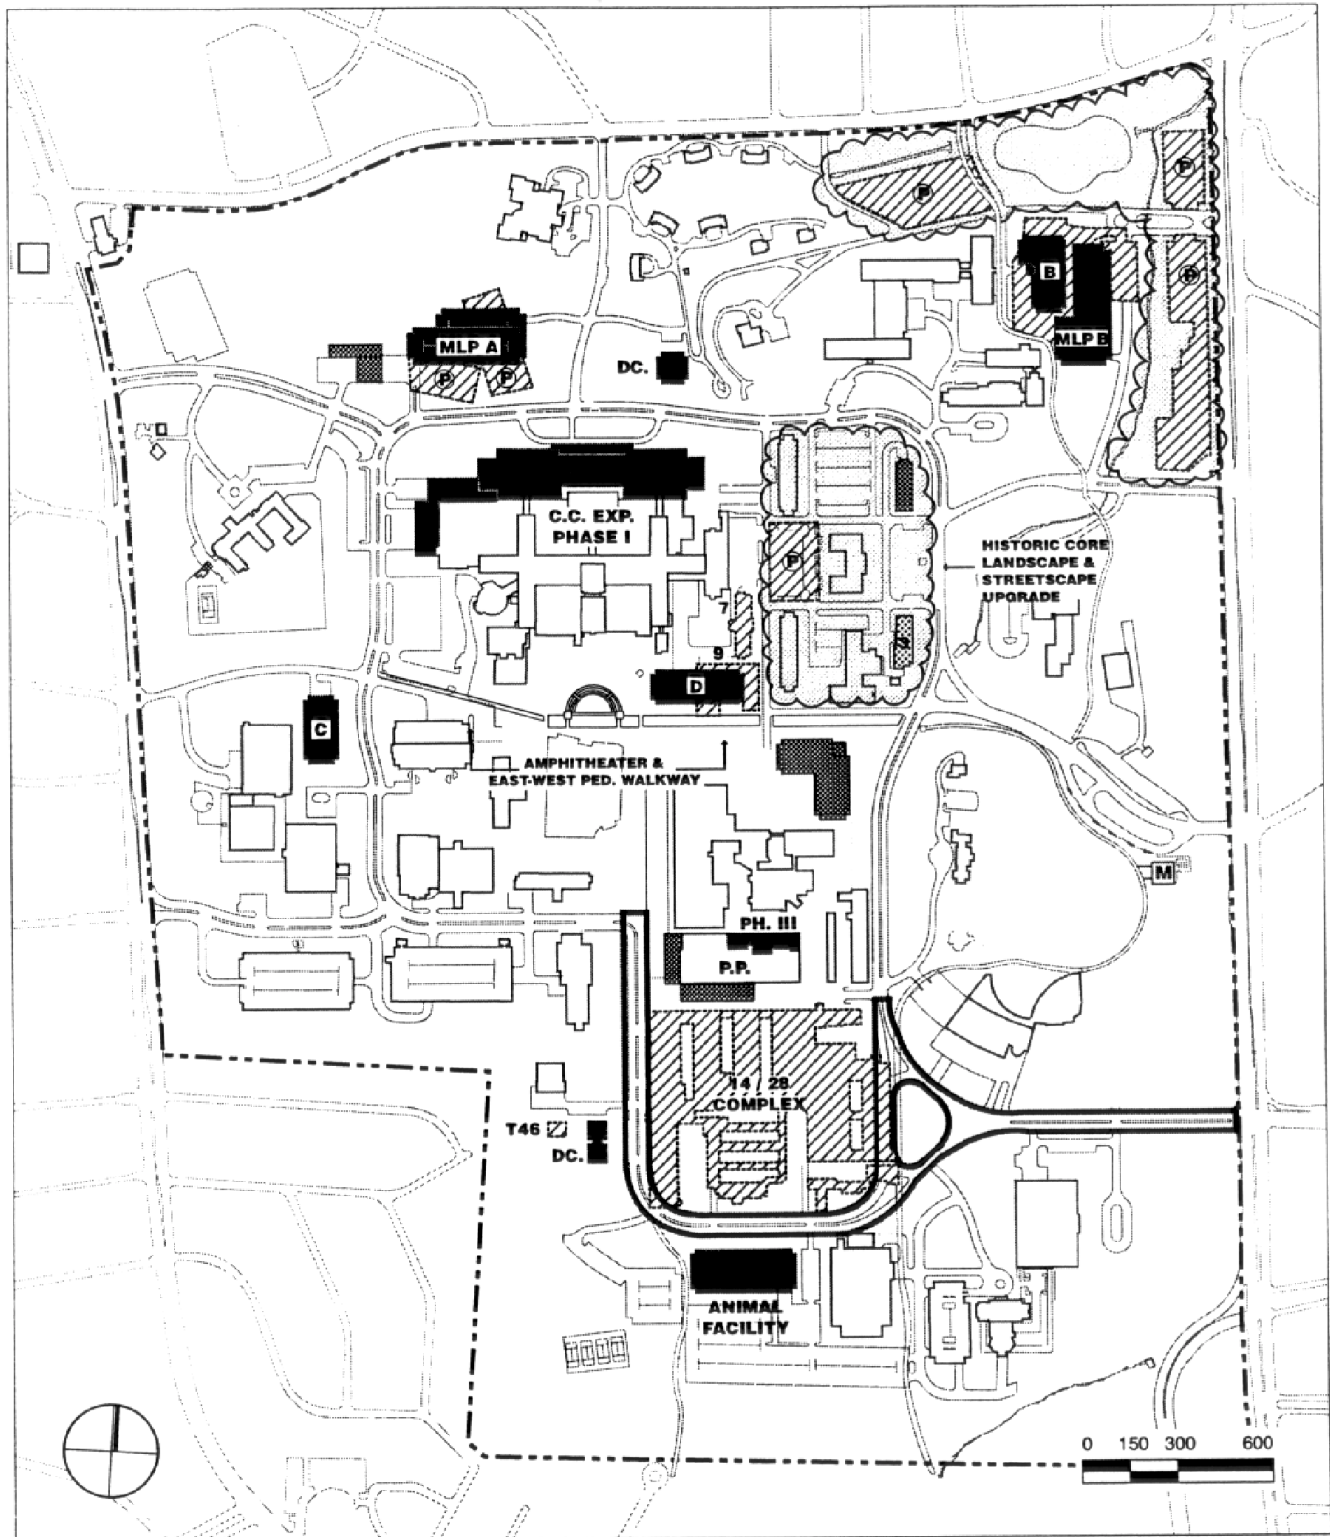 P
P
B
P
MLP A
MLP B
DC.
P
P
C.C. EXP.
PHASE I
HISTORIC CORE
LANDSCAPE &
STREETSCAPE
UPGRADE
P
7
3
9
D
C
AMPHITHEATER &
EAST-WEST PED. WALKWAY
M
PH. III
P.P.
14 / 28
COMPLEX
T46
DC.
ANIMAL
FACILITY
0 150 300 600